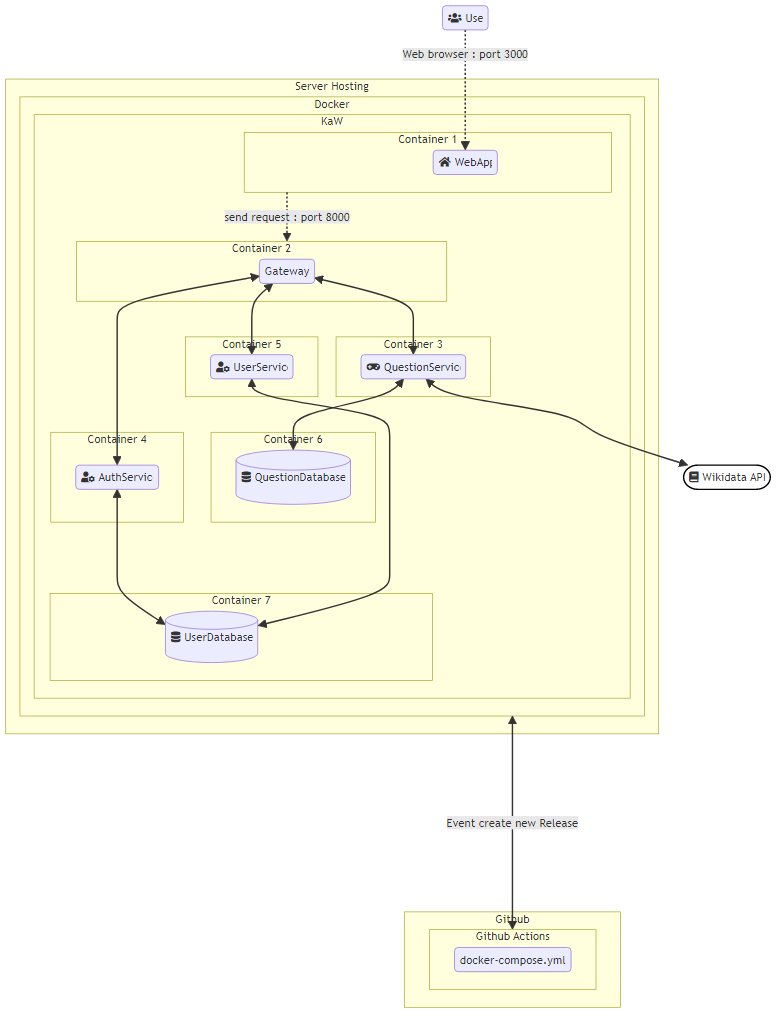 Use
Web browser : port 3000
Server Hosting
Docker
KaW
Container 1
WebApp
send request : port 8000
Container 2
Gateway
Container 5
Container 3
UserService
QuestionService
Container 4
Container 6
AuthServic
QuestionDatabase
Wikidata API
Container 7
UserDatabase
Event create new Release
Github
Github Actions
docker-compose.yml